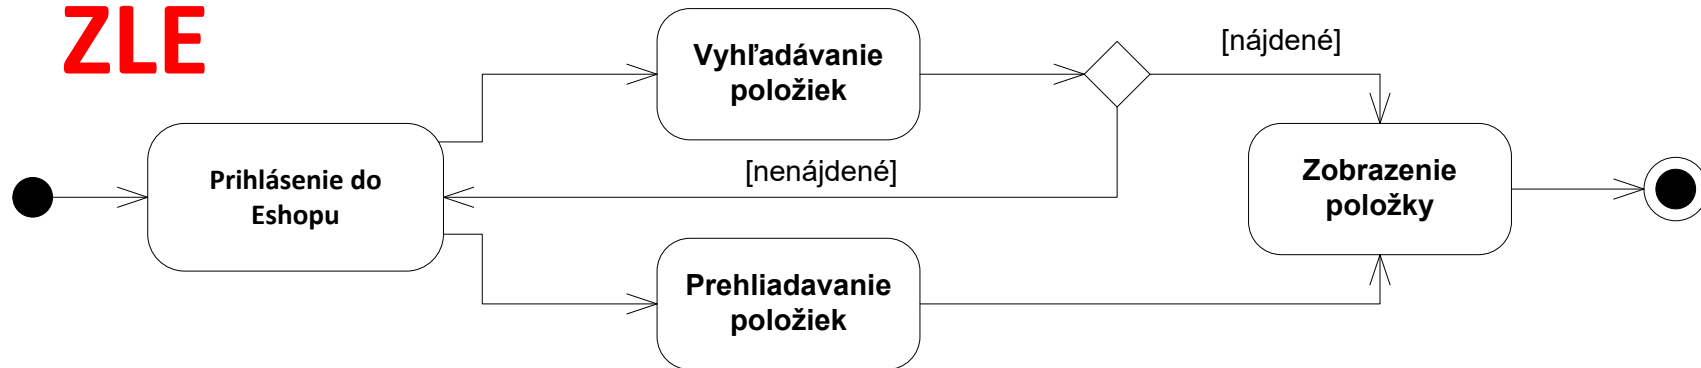 ZLE
Vyhľadávanie
položiek
[nájdené]
Prihlásenie do
Eshopu
[nenájdené]
Zobrazenie
položky
Prehliadavanie
položiek